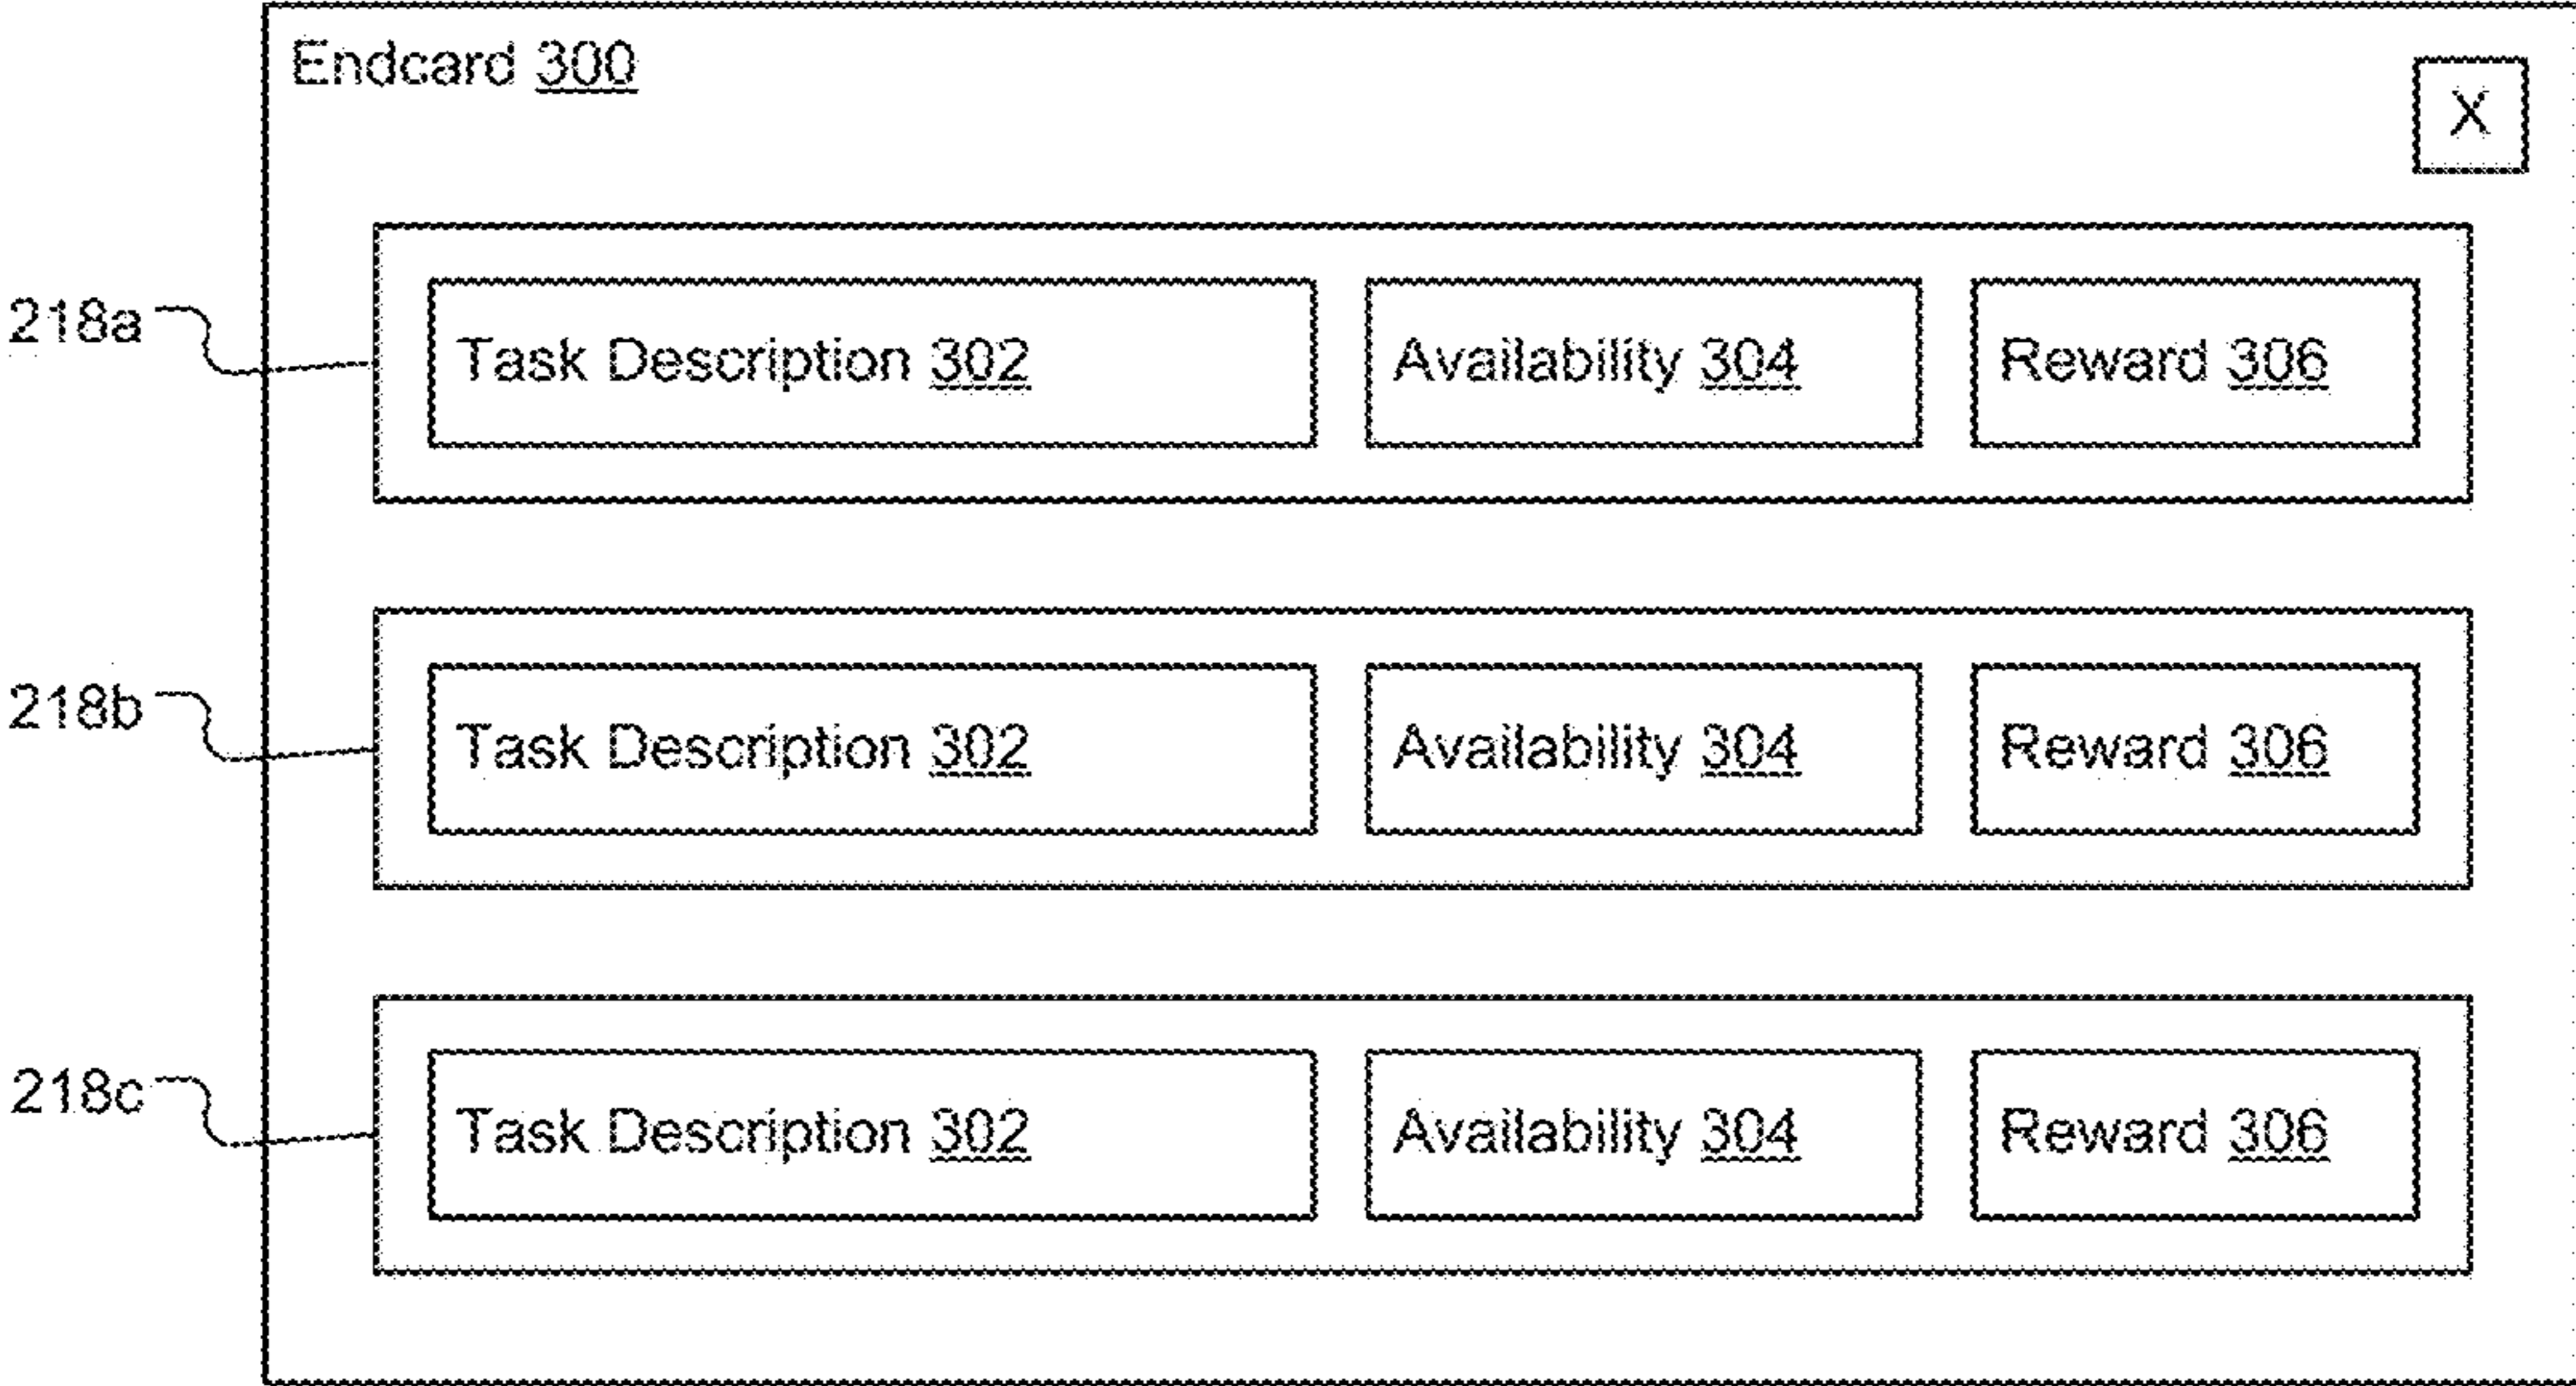 Endcard 300
X
218a
Task Description 302 Availability 304 Reward 306
218b
Task Description 302 Availability 304 Reward 306
218c
Task Description 302 Availability 304 Reward 306